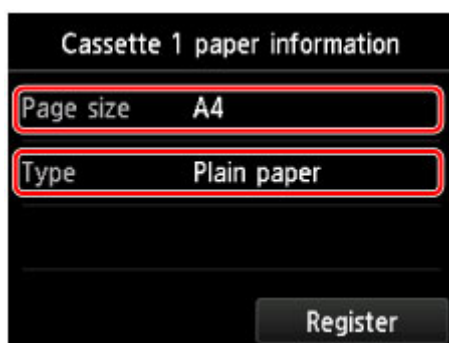 Cassette 1 paper information
Page size A4
Type Plain paper
Register